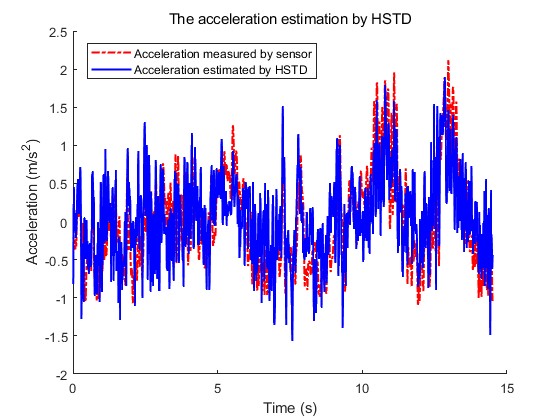 The acceleration estimation by HSTD
Acceleration measured by sensor
Acceleration estimated by HSTD
2.5
2
1.5
1
0.5
0
-0.5
-1
-1.5
-2
Acceleration (m/s²)
0 5 10 15
Time (s)